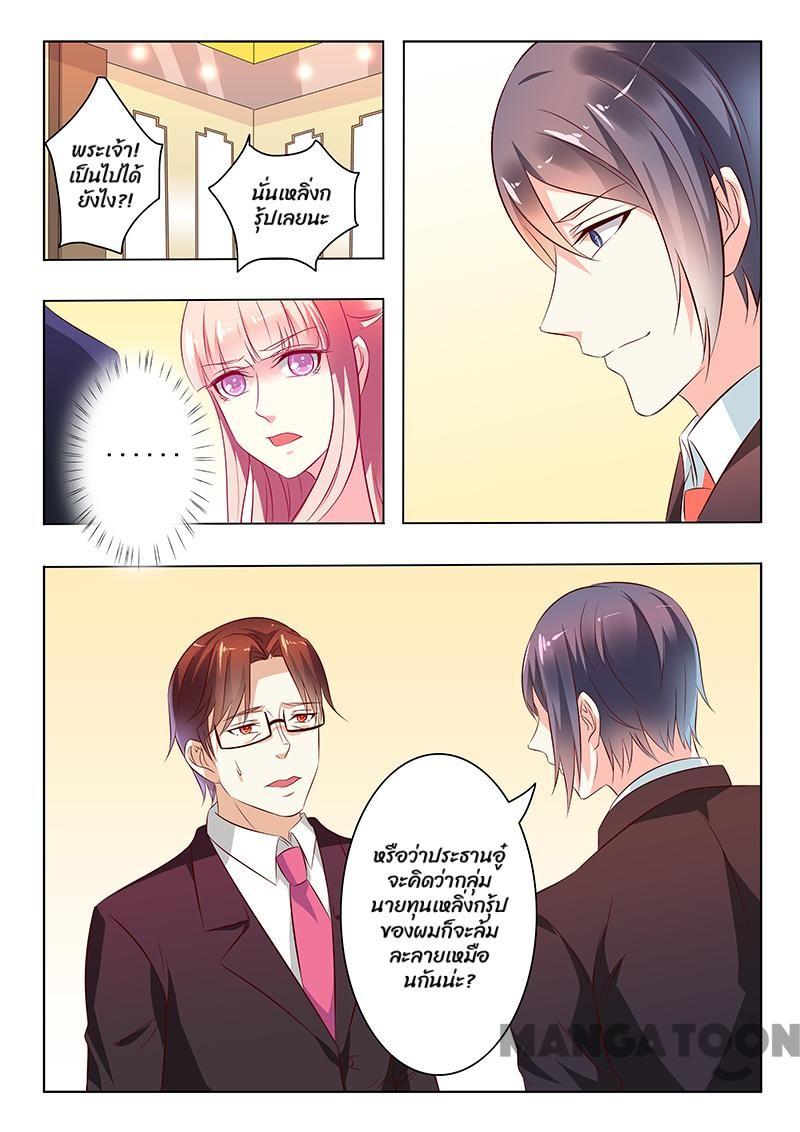 พระเจ้า!
เป็นไปได้
ยังไง?!
นั่นเหลิ่งก
รุ้ปเลยนะ
......
หรือว่าประธานอู๋
จะคิดว่ากลุ่ม
นายทุนเหลิ่งกรุ้ป
ของผมก็จะล้ม
ละลายเหมือ
นกันน่ะ?
MANGATOON